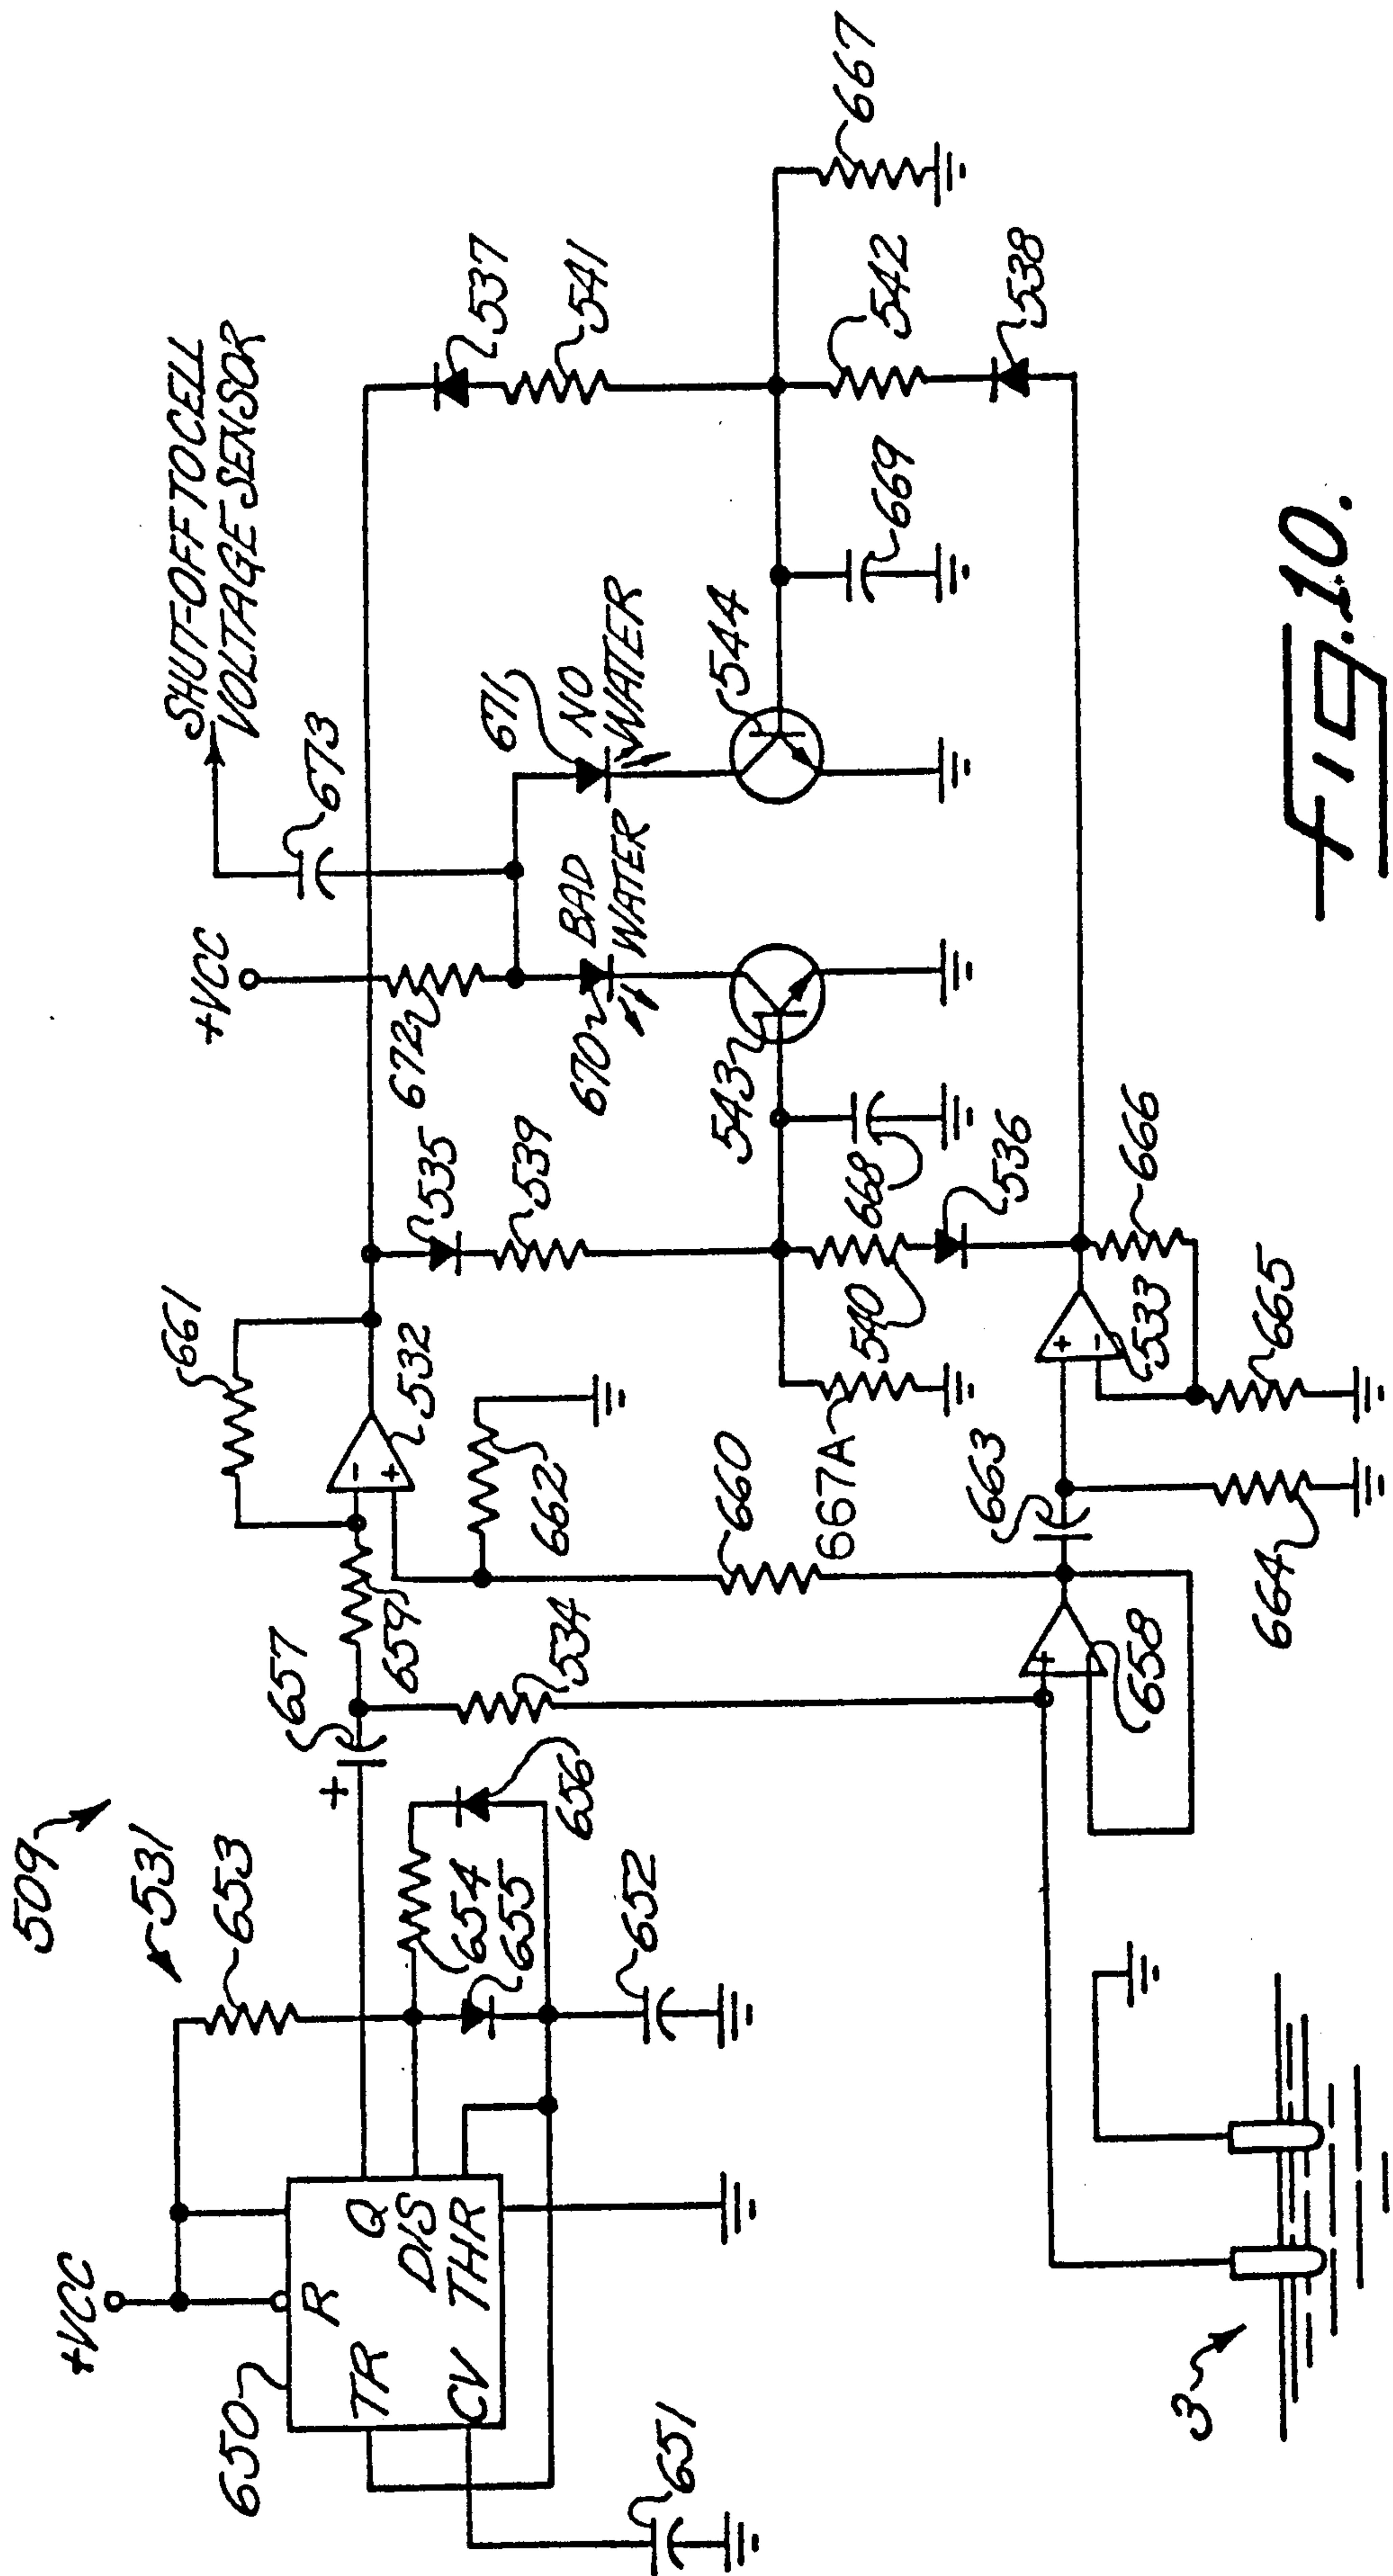 509
531
653
+VCC
650
R
TR
Q
DIS
CV
THR
651
652
654
655
656
657
+
534
659
661
-
+
532
662
660
658
+
3
663
664
665
666
+
-
533
667A
540
536
668
535
539
543
672
+VCC
670
BAD
WATER
671
NO
WATER
673
SHUT-OFF TO CELL
VOLTAGE SENSOR
544
669
537
541
542
538
667
Fig. 10.